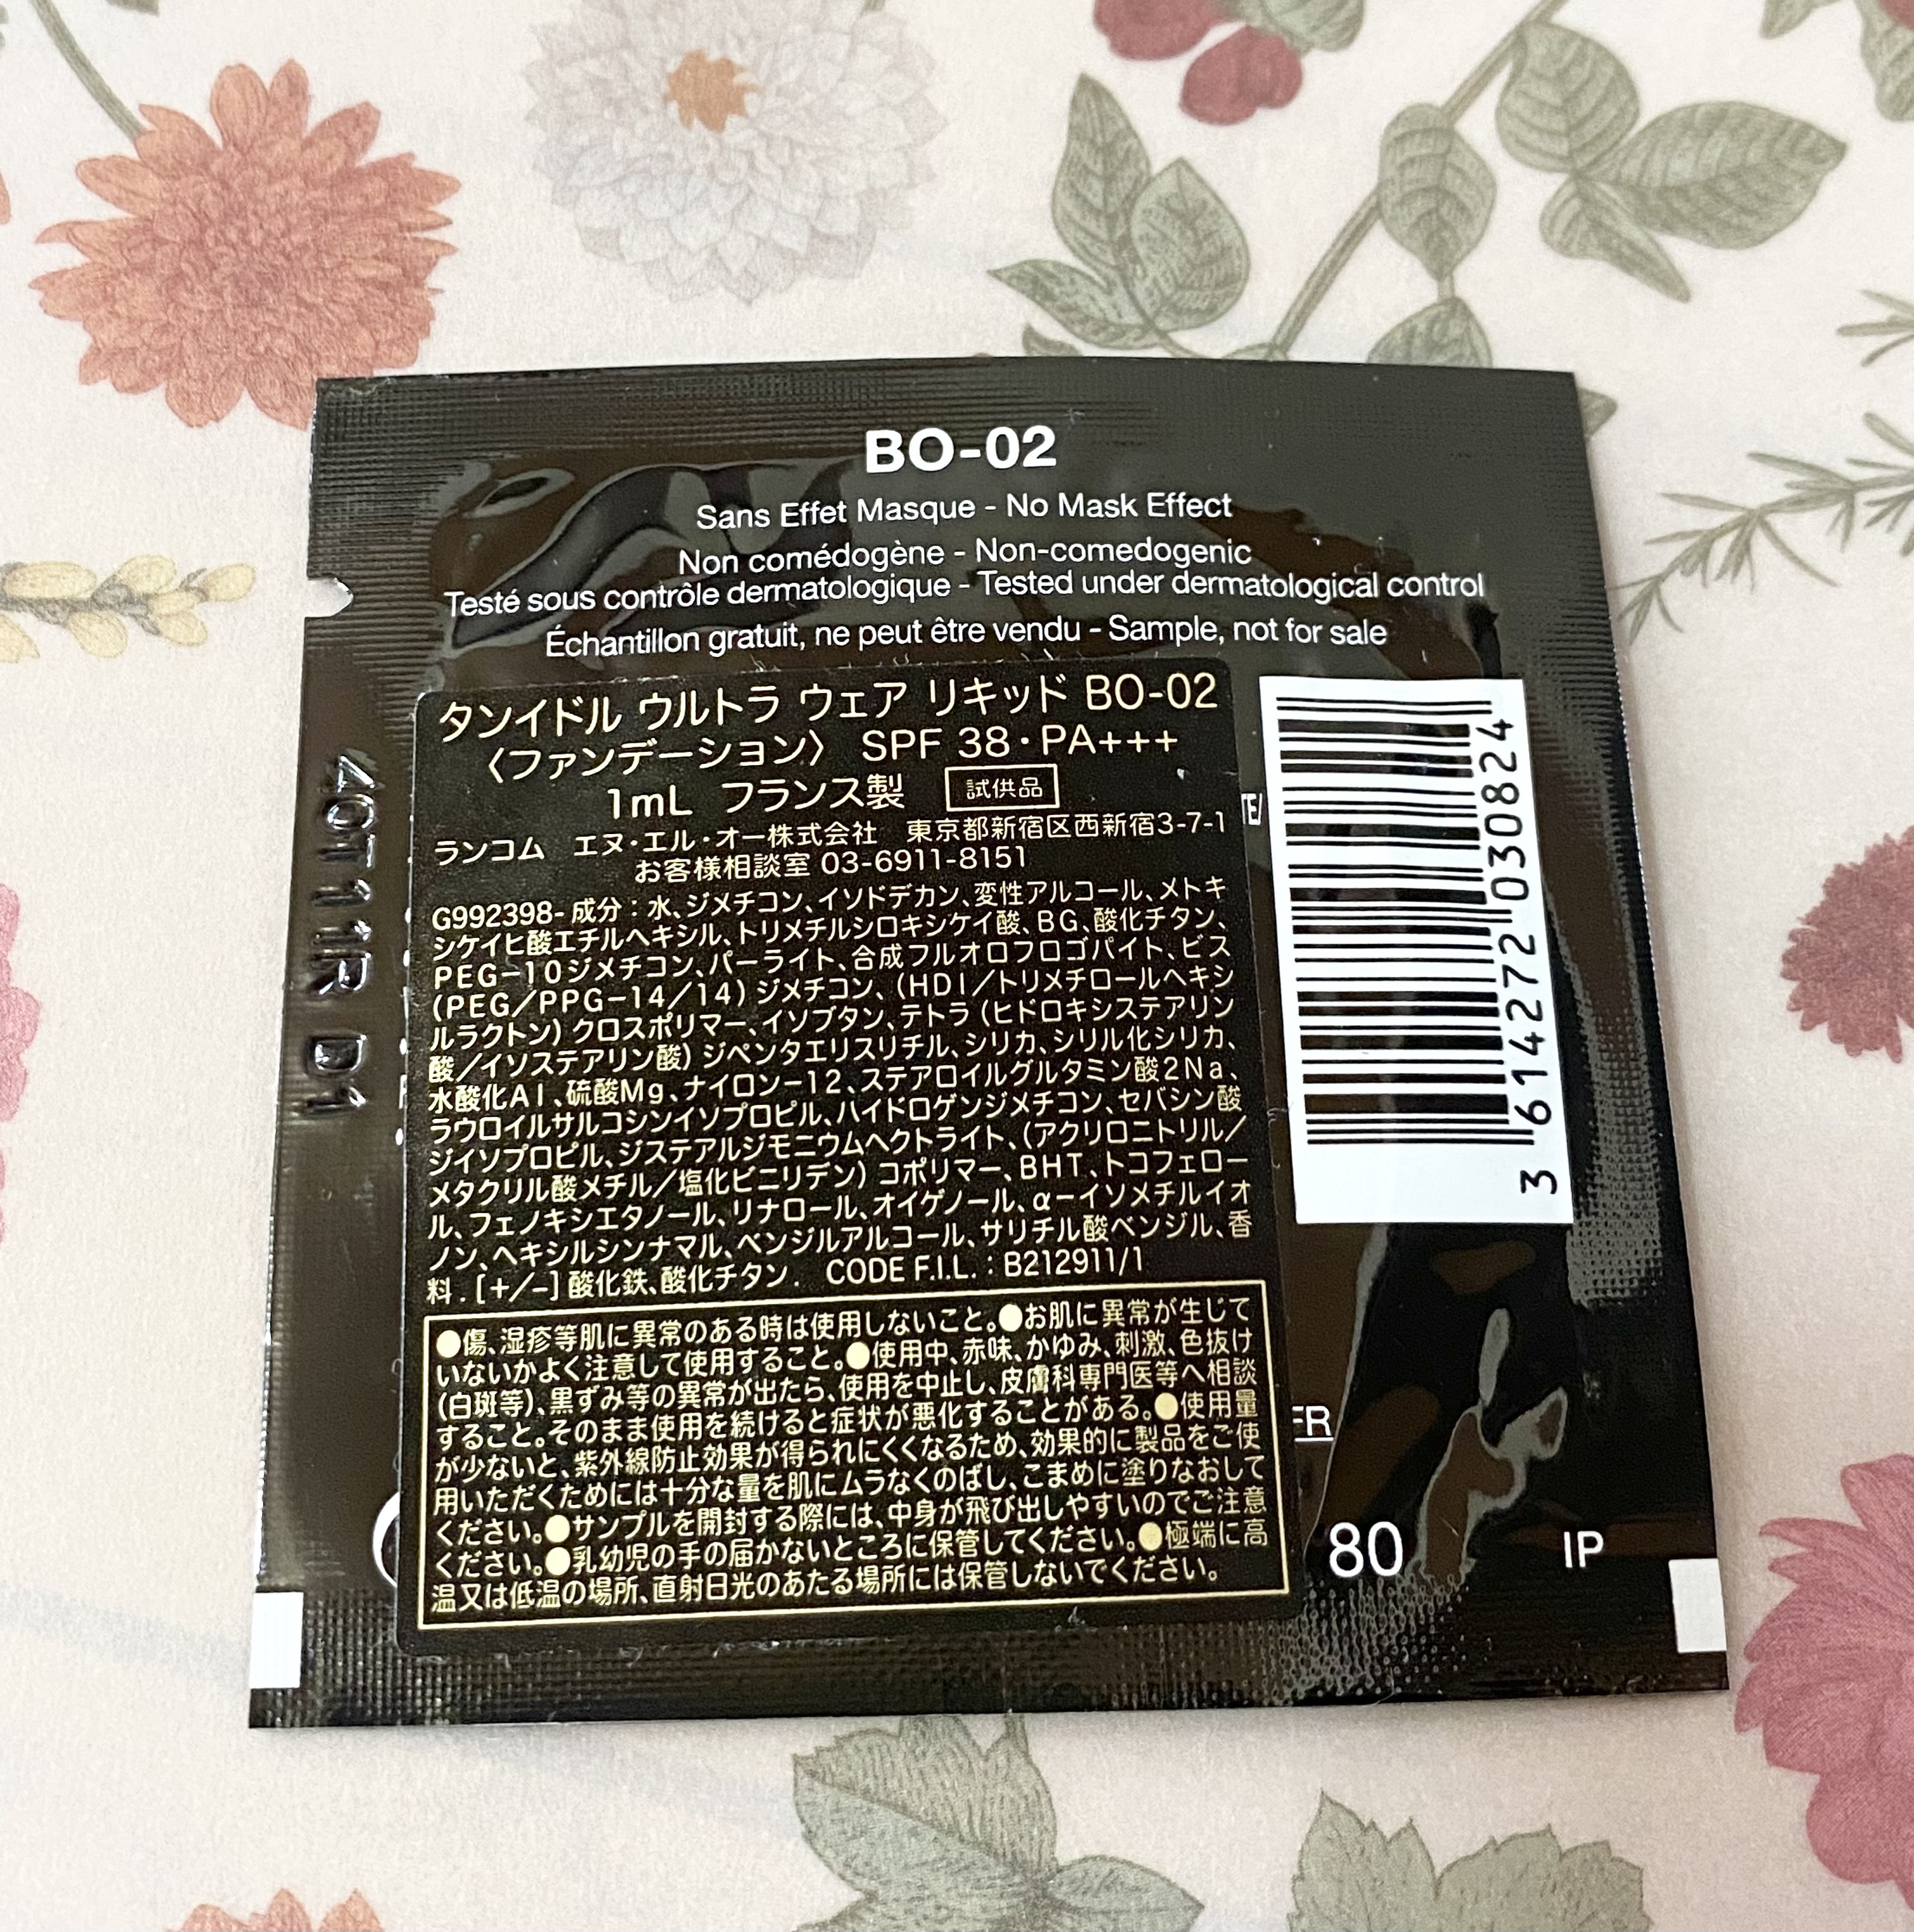 BO-02
Sans Effet Masque - No Mask Effect
Non comédogène - Non-comedogenic
Testé sous contrôle dermatologique - Tested under dermatological control
Échantillon gratuit, ne peut être vendu - Sample, not for sale
タンイドル ウルトラ ウェア リキッド BO-02
〈ファンデーション〉 SPF 38・PA+++
1mL フランス製 試供品
ランコム エヌ・エル・オー株式会社 東京都新宿区西新宿3-7-1
お客様相談室 03-6911-8151
G992398-成分：水、ジメチコン、イソドデカン、変性アルコール、メトキ
シケイヒ酸エチルヘキシル、トリメチルシロキシケイ酸、BG、酸化チタン、
PEG-10ジメチコン、パーライト、合成フルオロフロゴパイト、ビス
(PEG/PPG-14/14) ジメチコン、(HDI/トリメチロールヘキシ
ルラクトン) クロスポリマー、イソブタン、テトラ (ヒドロキシステアリン
酸/イソステアリン酸) ジペンタエリスリチル、シリカ、シリル化シリカ、
水酸化Al、硫酸Mg、ナイロン-12、ステアロイルグルタミン酸2Na、
ラウロイルサルコシンイソプロピル、ハイドロゲンジメチコン、セバシン酸
ジイソプロピル、ジステアルジモニウムヘクトライト、(アクリロニトリル/
メタクリル酸メチル/塩化ビニリデン) コポリマー、BHT、トコフェロー
ル、フェノキシエタノール、リナロール、オイゲノール、α-イソメチルイオ
ノン、ヘキシルシンナマル、ベンジルアルコール、サリチル酸ベンジル、香
料. [+/-] 酸化鉄、酸化チタン. CODE F.I.L.：B212911/1
●傷、湿疹等肌に異常のある時は使用しないこと。●お肌に異常が生じて
いないかよく注意して使用すること。●使用中、赤味、かゆみ、刺激、色抜け
(白斑等)、黒ずみ等の異常が出たら、使用を中止し、皮膚科専門医等へ相談
すること。そのまま使用を続けると症状が悪化することがある。●使用量
が少ないと、紫外線防止効果が得られにくくなるため、効果的に製品をご使
用いただくためには十分な量を肌にムラなくのばし、こまめに塗りなおして
ください。●サンプルを開封する際には、中身が飛び出しやすいのでご注意
ください。●乳幼児の手の届かないところに保管してください。●極端に高
温又は低温の場所、直射日光のあたる場所には保管しないでください。
3 614272 030824
FR
80
IP